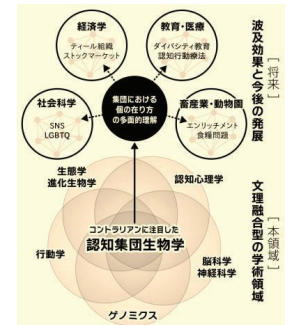 経済学
ティール組織
ストックマーケット
教育・医療
ダイバシティ教育
認知行動療法
社会科学
SNS
LGBTQ
集団における
個の在り方
の多面的理解
畜産業・動物園
エンリッチメント
食糧問題
波及効果と今後の発展
[将来]
生態学
進化生物学
認知心理学
コントラリアンに注目した
認知集団生物学
行動学
脳科学
神経科学
ゲノミクス
文理融合型の学術領域
[本領域]